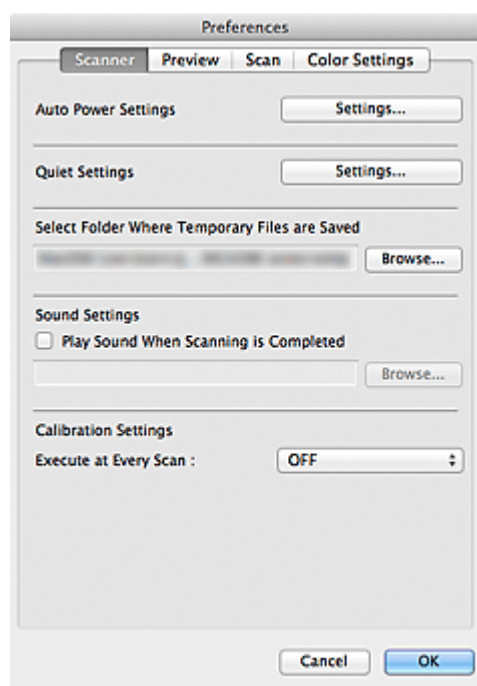 Preferences
Scanner Preview Scan Color Settings
Auto Power Settings Settings...
Quiet Settings Settings...
Select Folder Where Temporary Files are Saved
Browse...
Sound Settings
Play Sound When Scanning is Completed
Browse...
Calibration Settings
Execute at Every Scan : OFF
Cancel OK